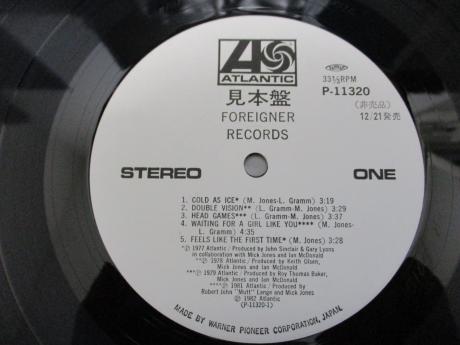 ATLANTIC
33⅓RPM
見本盤
P-11320
(非売品)
12/21発売
FOREIGNER
RECORDS
STEREO
ONE
1. COLD AS ICE* (M. Jones-L. Gramm) 3:19
2. DOUBLE VISION** (L. Gramm-M. Jones) 3:29
3. HEAD GAMES*** (L. Gramm-M. Jones) 3:37
4. WAITING FOR A GIRL LIKE YOU**** (M. Jones-
L. Gramm) 4:35
5. FEELS LIKE THE FIRST TIME* (M. Jones) 3:28
*Ⓟ 1977 Atlantic / Produced by John Sinclair & Gary Lyons
in collaboration with Mick Jones and Ian McDonald
**Ⓟ 1978 Atlantic / Produced by Keith Olsen,
Mick Jones and Ian McDonald
***Ⓟ 1979 Atlantic / Produced by Roy Thomas Baker,
Mick Jones and Ian McDonald
****Ⓟ 1981 Atlantic / Produced by
Robert John "Mutt" Lange and Mick Jones
Ⓟ 1982 Atlantic
(P-11320-1)
MADE BY WARNER PIONEER CORPORATION, JAPAN.